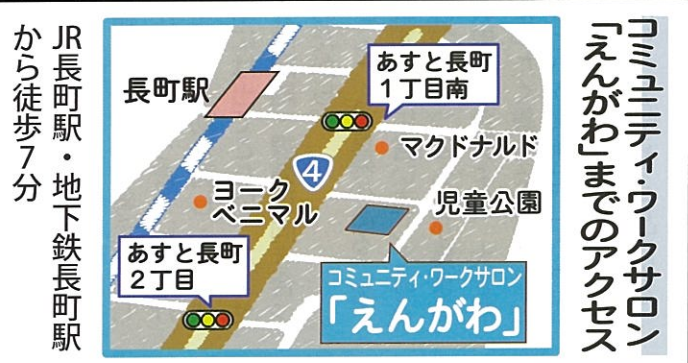 コミュニティ・ワークサロン
「えんがわ」までのアクセス
長町駅
あすと長町
1丁目南
マクドナルド
4
ヨーク
ベニマル
児童公園
あすと長町
2丁目
コミュニティ・ワークサロン
「えんがわ」
JR長町駅・地下鉄長町駅
から徒歩7分